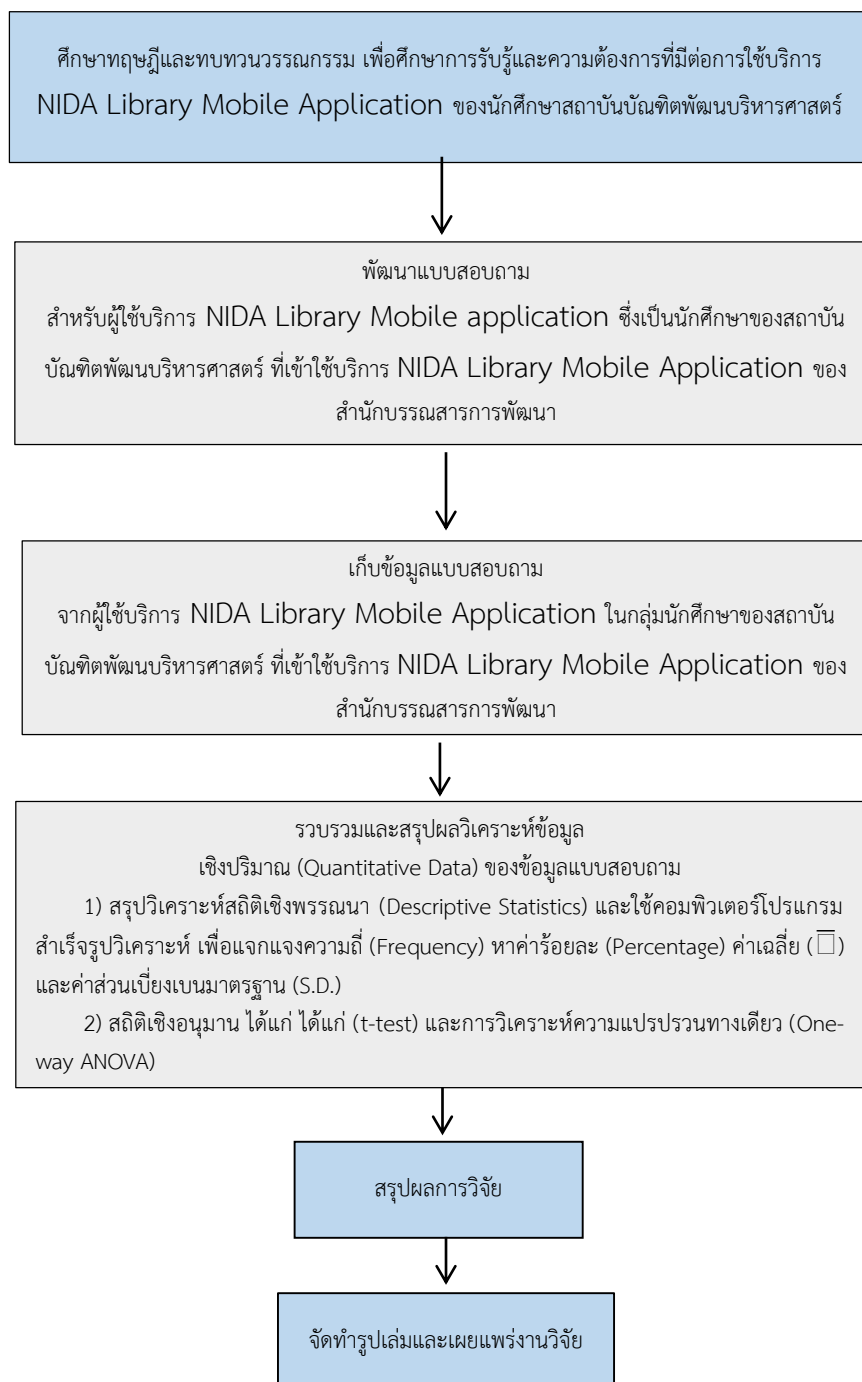 ศึกษาทฤษฎีและทบทวนวรรณกรรม เพื่อศึกษาการรับรู้และความต้องการที่มีต่อการใช้บริการ
NIDA Library Mobile Application ของนักศึกษาสถาบันบัณฑิตพัฒนบริหารศาสตร์
พัฒนาแบบสอบถาม
สำหรับผู้ใช้บริการ NIDA Library Mobile application ซึ่งเป็นนักศึกษาของสถาบัน
บัณฑิตพัฒนบริหารศาสตร์ ที่เข้าใช้บริการ NIDA Library Mobile Application ของ
สำนักบรรณสารการพัฒนา
เก็บข้อมูลแบบสอบถาม
จากผู้ใช้บริการ NIDA Library Mobile Application ในกลุ่มนักศึกษาของสถาบัน
บัณฑิตพัฒนบริหารศาสตร์ ที่เข้าใช้บริการ NIDA Library Mobile Application ของ
สำนักบรรณสารการพัฒนา
รวบรวมและสรุปผลวิเคราะห์ข้อมูล
เชิงปริมาณ (Quantitative Data) ของข้อมูลแบบสอบถาม
1) สรุปวิเคราะห์สถิติเชิงพรรณนา (Descriptive Statistics) และใช้คอมพิวเตอร์โปรแกรม
สำเร็จรูปวิเคราะห์ เพื่อแจกแจงความถี่ (Frequency) หาค่าร้อยละ (Percentage) ค่าเฉลี่ย (□̅)
และค่าส่วนเบี่ยงเบนมาตรฐาน (S.D.)
2) สถิติเชิงอนุมาน ได้แก่ ได้แก่ (t-test) และการวิเคราะห์ความแปรปรวนทางเดียว (One-
way ANOVA)
สรุปผลการวิจัย
จัดทำรูปเล่มและเผยแพร่งานวิจัย